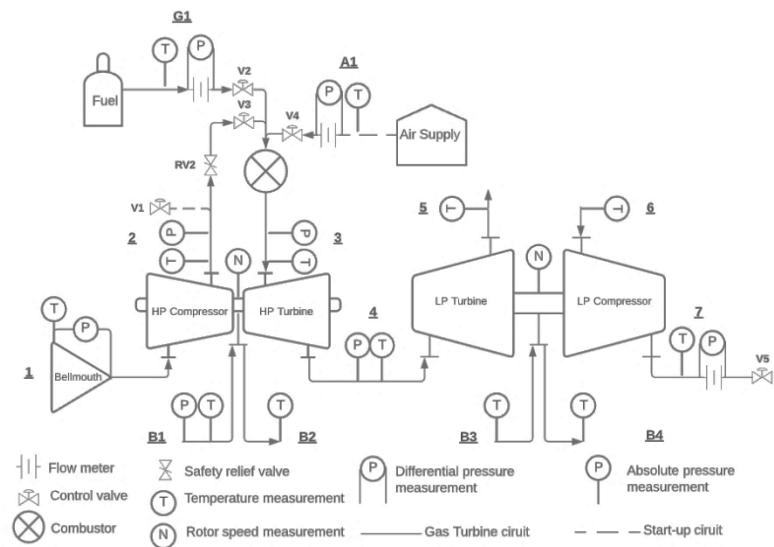 G1
T
P
V2
A1
P
T
Fuel
V3
V4
Air Supply
RV2
V1
2
P
T
N
3
P
T
5
T
6
T
N
HP Compressor
HP Turbine
LP Turbine
LP Compressor
T
P
1
Bellmouth
4
P
T
7
T
P
V5
P
T
T
T
T
B1
B2
B3
B4
Flow meter
Safety relief valve
P
Differential pressure
measurement
P
Absolute pressure
measurement
Control valve
T
Temperature measurement
Combustor
N
Rotor speed measurement
Gas Turbine ciruit
Start-up ciruit